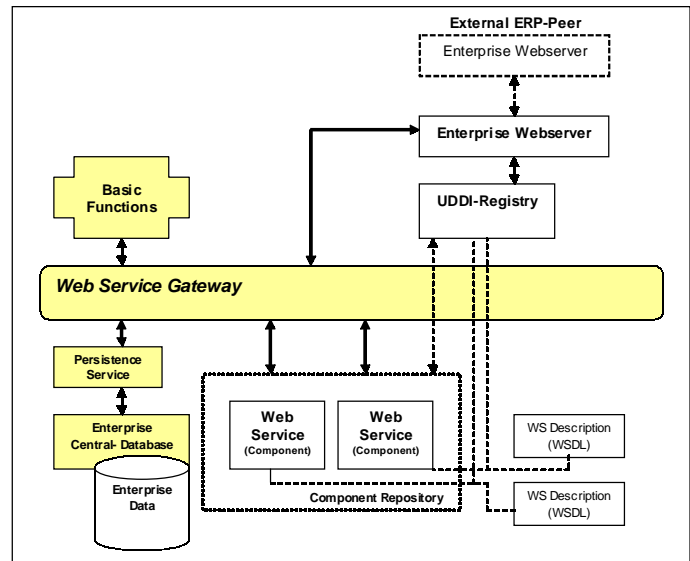 External ERP-Peer
Enterprise Webserver
Enterprise Webserver
Basic
Functions
UDDI-Registry
Web Service Gateway
Persistence
Service
Enterprise
Central- Database
Enterprise
Data
Web
Service
(Component)
Web
Service
(Component)
Component Repository
WS Description
(WSDL)
WS Description
(WSDL)